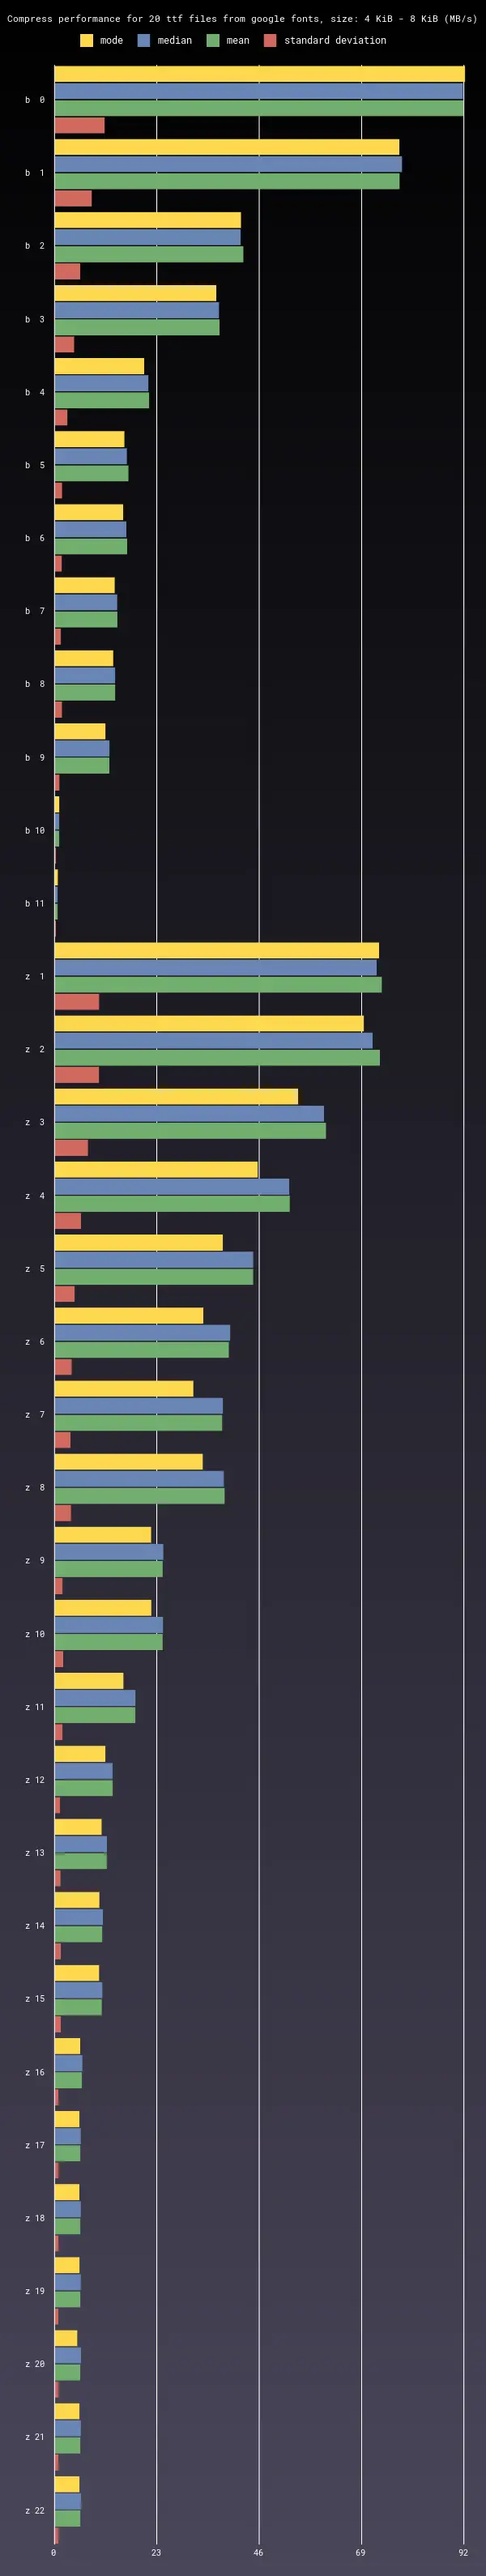 Compress performance for 20 ttf files from google fonts, size: 4 KiB - 8 KiB (MB/s)
mode median mean standard deviation
b 0
b 1
b 2
b 3
b 4
b 5
b 6
b 7
b 8
b 9
b 10
b 11
z 1
z 2
z 3
z 4
z 5
z 6
z 7
z 8
z 9
z 10
z 11
z 12
z 13
z 14
z 15
z 16
z 17
z 18
z 19
z 20
z 21
z 22
0 23 46 69 92